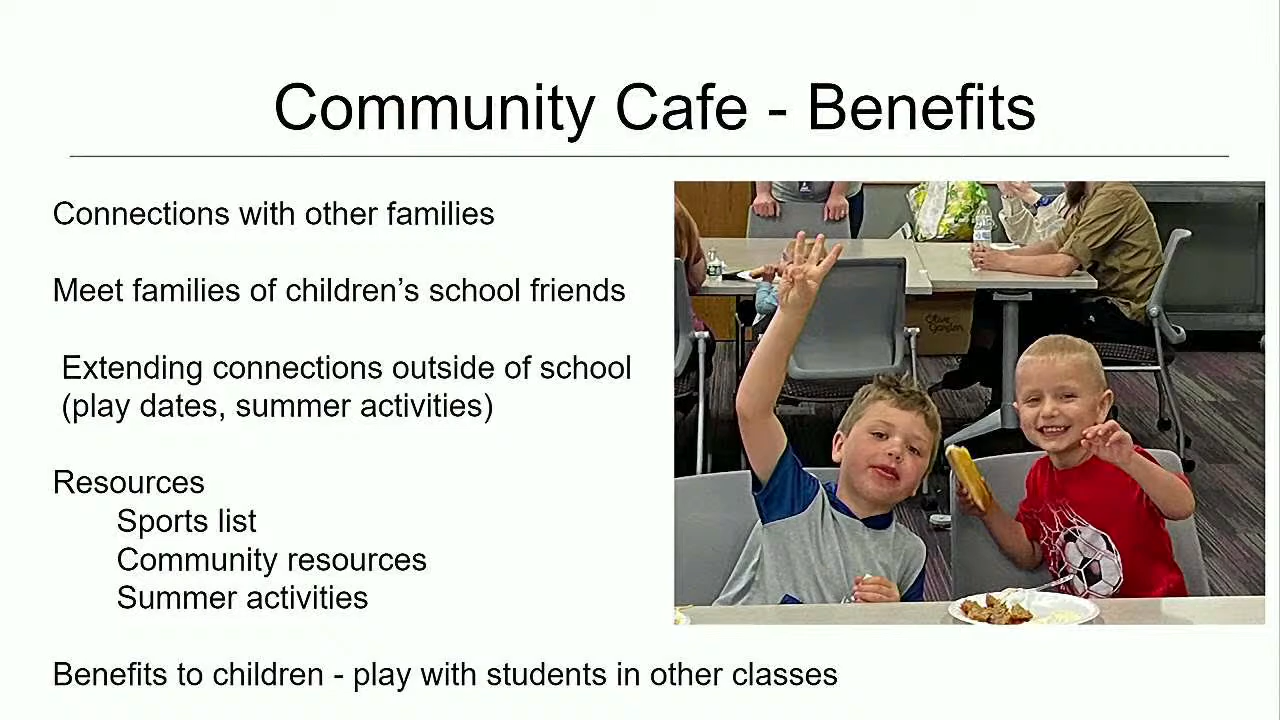 Community Cafe - Benefits
Connections with other families
Meet families of children’s school friends
Extending connections outside of school
(play dates, summer activities)
Resources
Sports list
Community resources
Summer activities
Benefits to children - play with students in other classes
Olive
Garden